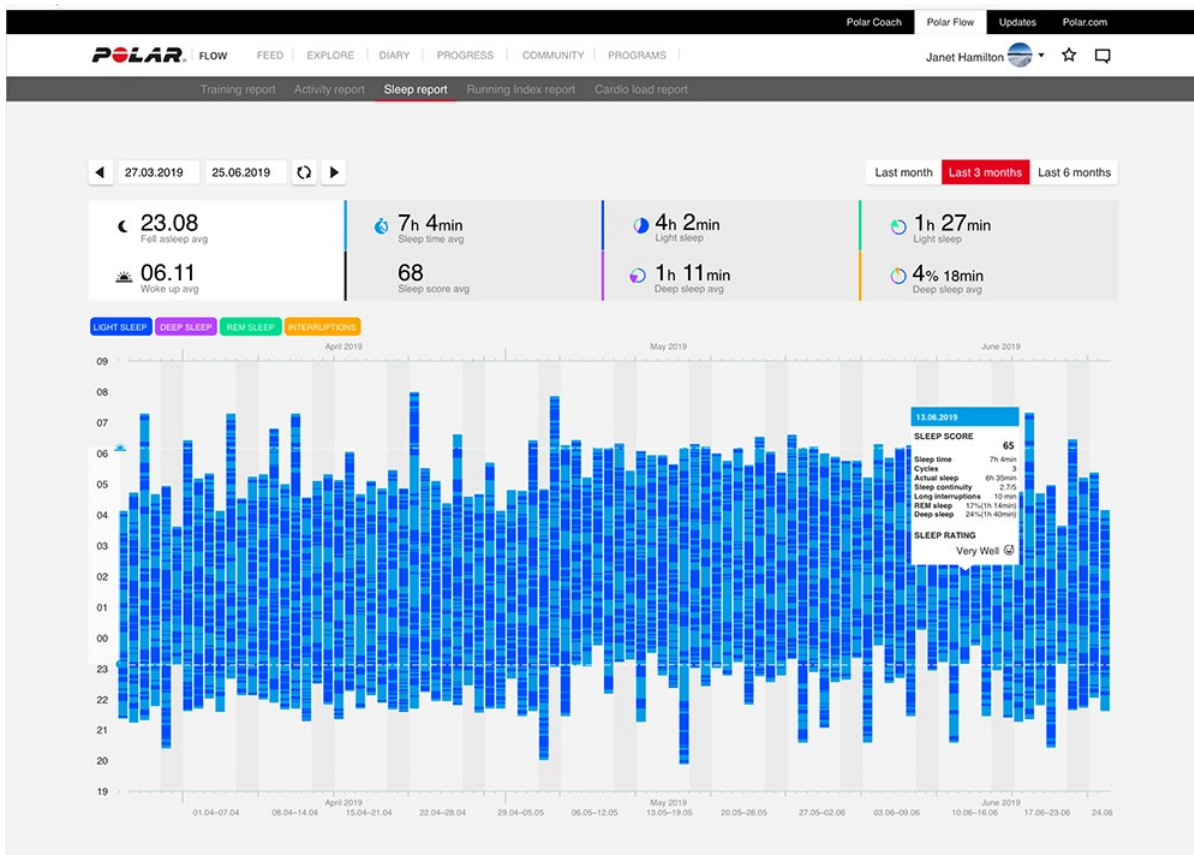 Polar Coach Polar Flow Updates Polar.com
POLAR FLOW FEED EXPLORE DIARY PROGRESS COMMUNITY PROGRAMS Janet Hamilton
Training report Activity report Sleep report Running Index report Cardio load report
27.03.2019 25.06.2019 Last month Last 3 months Last 6 months
23.08 7h 4min 4h 2min 1h 27min
Fell asleep avg Sleep time avg Light sleep Light sleep
06.11 68 1h 11min 4% 18min
Woke up avg Sleep score avg Deep sleep avg Deep sleep avg
LIGHT SLEEP DEEP SLEEP REM SLEEP INTERRUPTIONS
April 2019 May 2019 June 2019
09
08
07
06
05
04
03
02
01
00
23
22
21
20
19
13.06.2019
SLEEP SCORE
65
Sleep time 7h 4min
Cycles 3
Actual sleep 6h 35min
Sleep continuity 2.7/5
Long interruptions 10 min
REM sleep 17%(1h 14min)
Deep sleep 24%(1h 40min)
SLEEP RATING
Very Well
April 2019 May 2019 June 2019
01.04–07.04 08.04–14.04 15.04–21.04 22.04–28.04 29.04–05.05 06.05–12.05 13.05–19.05 20.05–26.05 27.05–02.06 03.06–09.06 10.06–16.06 17.06–23.06 24.06